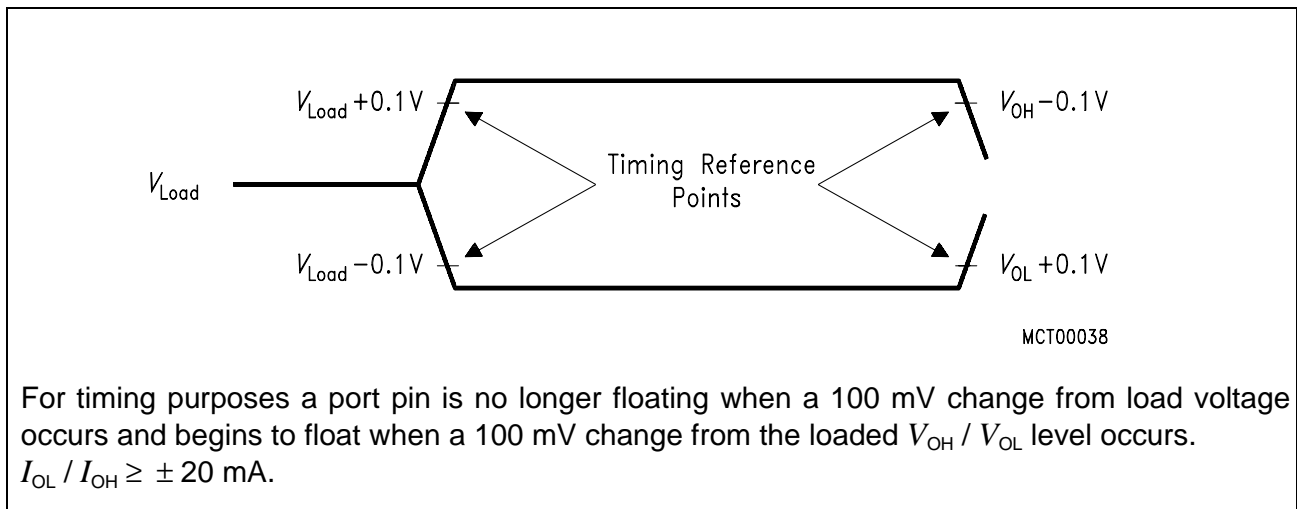 V_Load +0.1V
V_OH −0.1V
Timing Reference
Points
V_Load
V_Load −0.1V
V_OL +0.1V
MCT00038
For timing purposes a port pin is no longer floating when a 100 mV change from load voltage
occurs and begins to float when a 100 mV change from the loaded V_OH / V_OL level occurs.
I_OL / I_OH ≥ ± 20 mA.